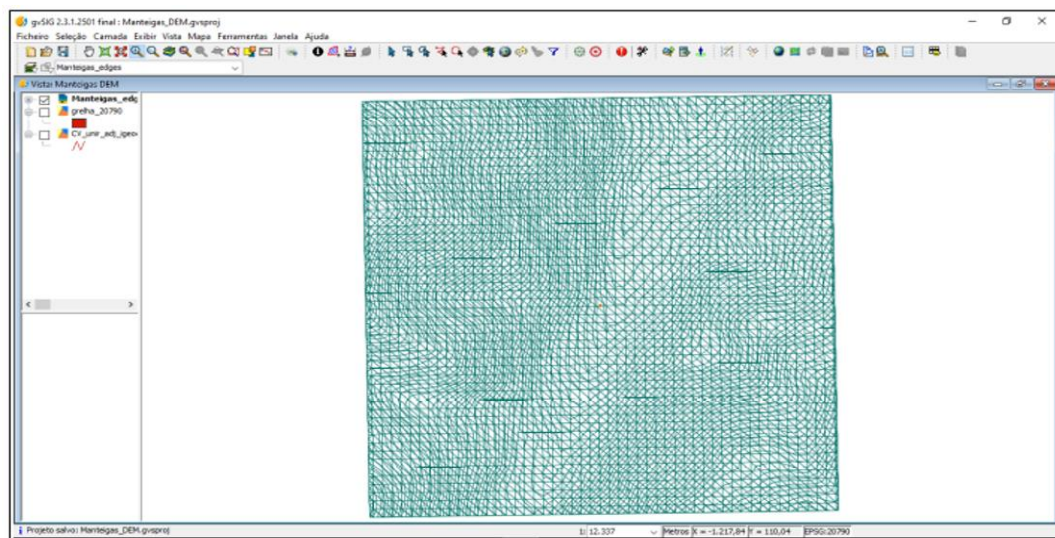 gvSIG 2.3.1.2501 final : Manteigas_DEM.gvsproj
Ficheiro Seleção Camada Exibir Vista Mapa Ferramentas Janela Ajuda
Manteigas_edges
Vista: Manteigas DEM
Manteigas_edg
grelha_20790
CV_unir_adj_igeo
Projeto salvo: Manteigas_DEM.gvsproj
1: 12.337 Metros X = -1.217,84 Y = 110,04 EPSG:20790